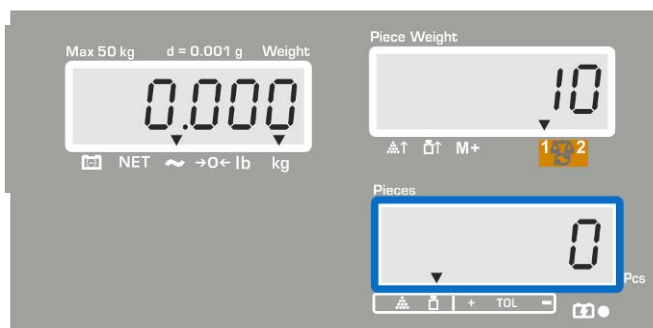 Max 50 kg d = 0.001 g Weight
0.000
NET →0← lb kg
Piece Weight
10
M+ 1 2
Pieces
0
Pcs
+ TOL -